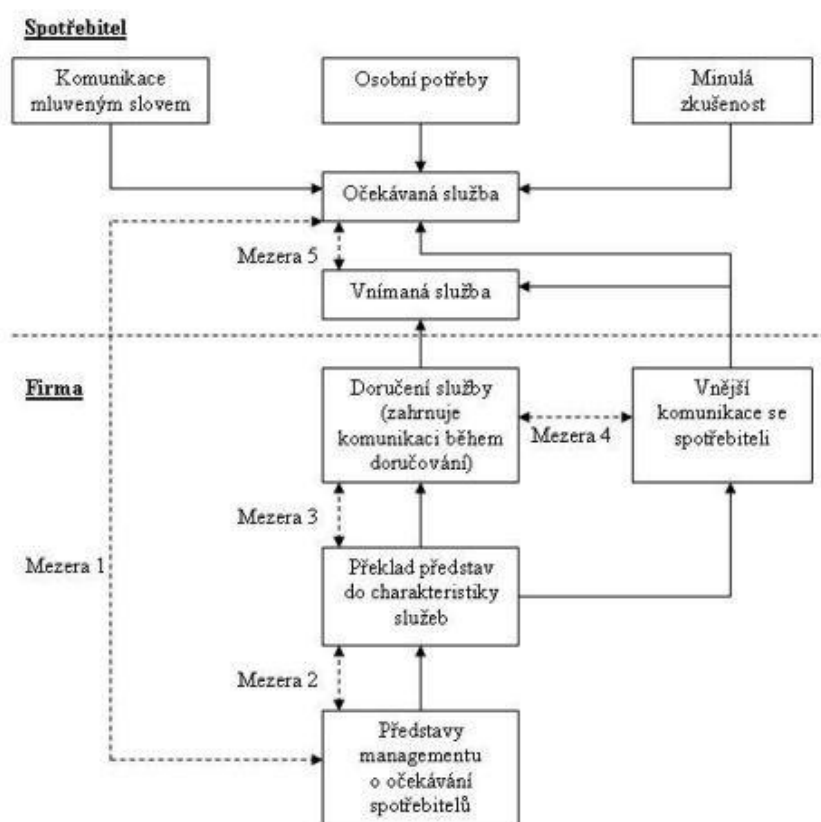 Spotřebitel
Komunikace
mluveným slovem
Osobní potřeby
Minulá
zkušenost
Očekávaná služba
Mezera 5
Vnímaná služba
Firma
Doručení služby
(zahrnuje
komunikaci během
doručování)
Mezera 4
Vnější
komunikace se
spotřebiteli
Mezera 3
Mezera 1
Překlad představ
do charakteristiky
služeb
Mezera 2
Představy
managementu
o očekávání
spotřebitelů